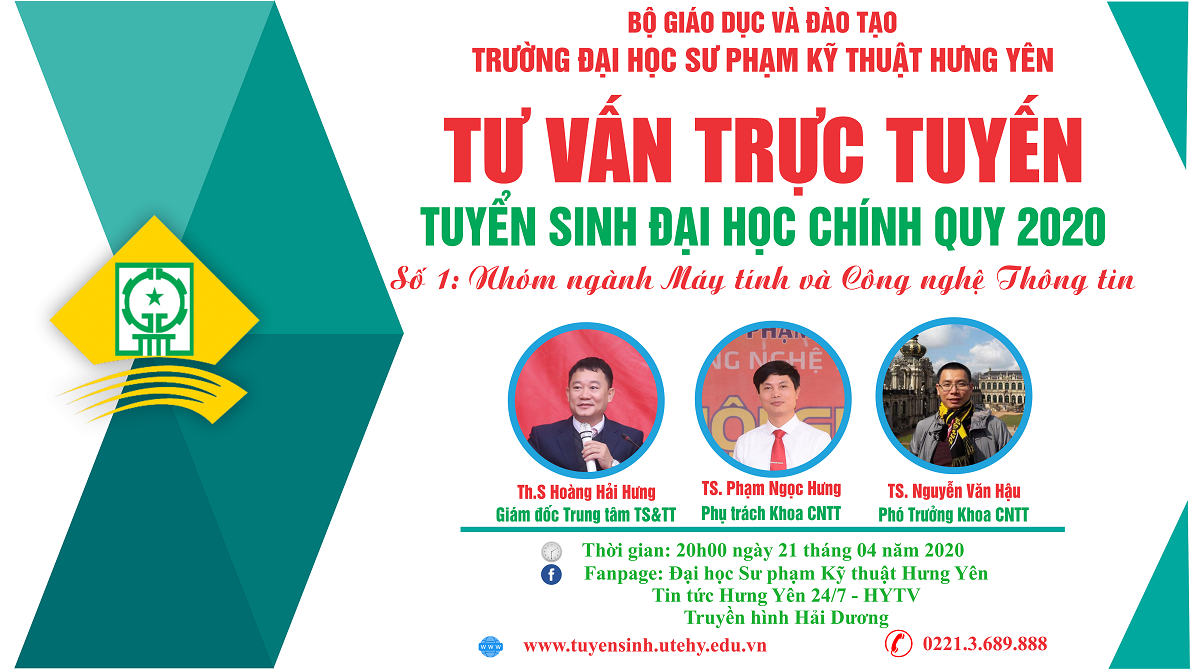 BỘ GIÁO DỤC VÀ ĐÀO TẠO
TRƯỜNG ĐẠI HỌC SƯ PHẠM KỸ THUẬT HƯNG YÊN
TƯ VẤN TRỰC TUYẾN
TUYỂN SINH ĐẠI HỌC CHÍNH QUY 2020
Số 1: Nhóm ngành Máy tính và Công nghệ Thông tin
PHẠM
NG NGHỆ
Th.S Hoàng Hải Hưng
Giám đốc Trung tâm TS&TT
TS. Phạm Ngọc Hưng
Phụ trách Khoa CNTT
TS. Nguyễn Văn Hậu
Phó Trưởng Khoa CNTT
Thời gian: 20h00 ngày 21 tháng 04 năm 2020
Fanpage: Đại học Sư phạm Kỹ thuật Hưng Yên
Tin tức Hưng Yên 24/7 - HYTV
Truyền hình Hải Dương
WWW
www.tuyensinh.utehy.edu.vn
0221.3.689.888